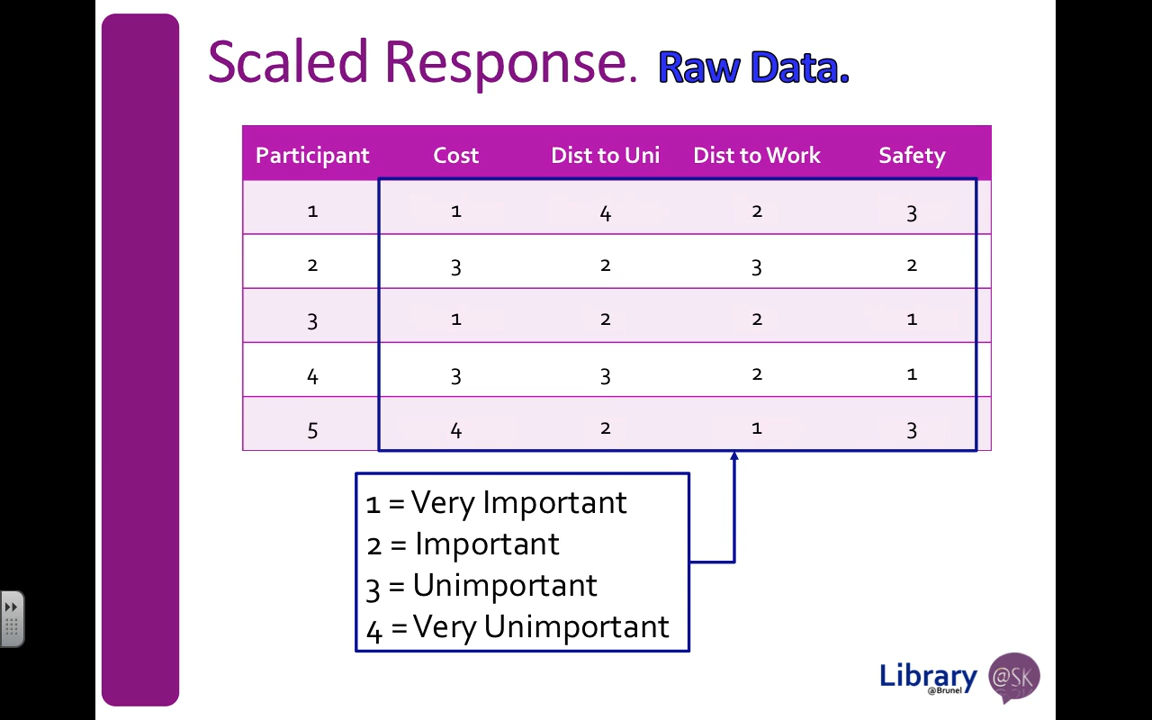 Scaled Response. Raw Data.
Participant Cost Dist to Uni Dist to Work Safety
1 1 4 2 3
2 3 2 3 2
3 1 2 2 1
4 3 3 2 1
5 4 2 1 3
1 = Very Important
2 = Important
3 = Unimportant
4 = Very Unimportant
Library @SK
@Brunel